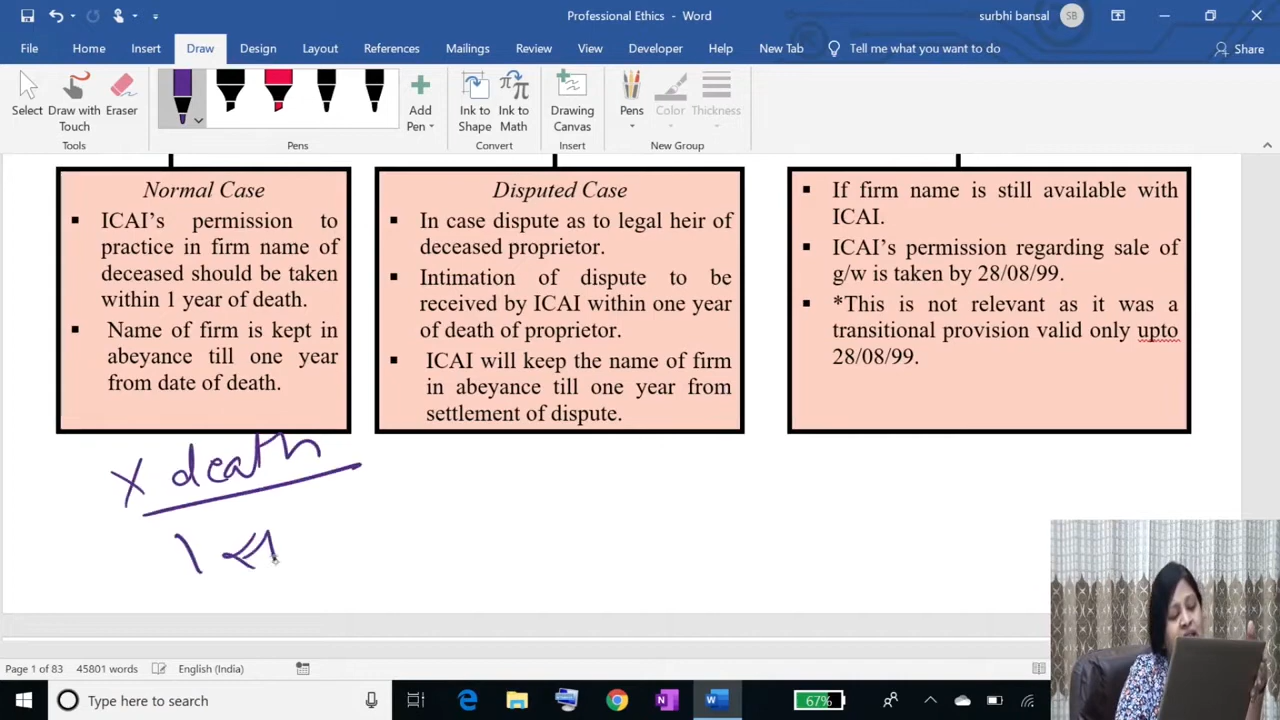 Professional Ethics - Word
surbhi bansal
SB
File Home Insert Draw Design Layout References Mailings Review View Developer Help New Tab Tell me what you want to do Share
Select
Draw with Touch
Eraser
Add Pen
Ink to Shape
Ink to Math
Drawing Canvas
Pens
Color
Thickness
Tools
Pens
Convert
Insert
New Group
Normal Case
▪ ICAI’s permission to
practice in firm name of
deceased should be taken
within 1 year of death.
▪ Name of firm is kept in
abeyance till one year
from date of death.
Disputed Case
▪ In case dispute as to legal heir of
deceased proprietor.
▪ Intimation of dispute to be
received by ICAI within one year
of death of proprietor.
▪ ICAI will keep the name of firm
in abeyance till one year from
settlement of dispute.
▪ If firm name is still available with
ICAI.
▪ ICAI’s permission regarding sale of
g/w is taken by 28/08/99.
▪ *This is not relevant as it was a
transitional provision valid only upto
28/08/99.
X death
1
Page 1 of 83 45801 words English (India)
Type here to search
67%